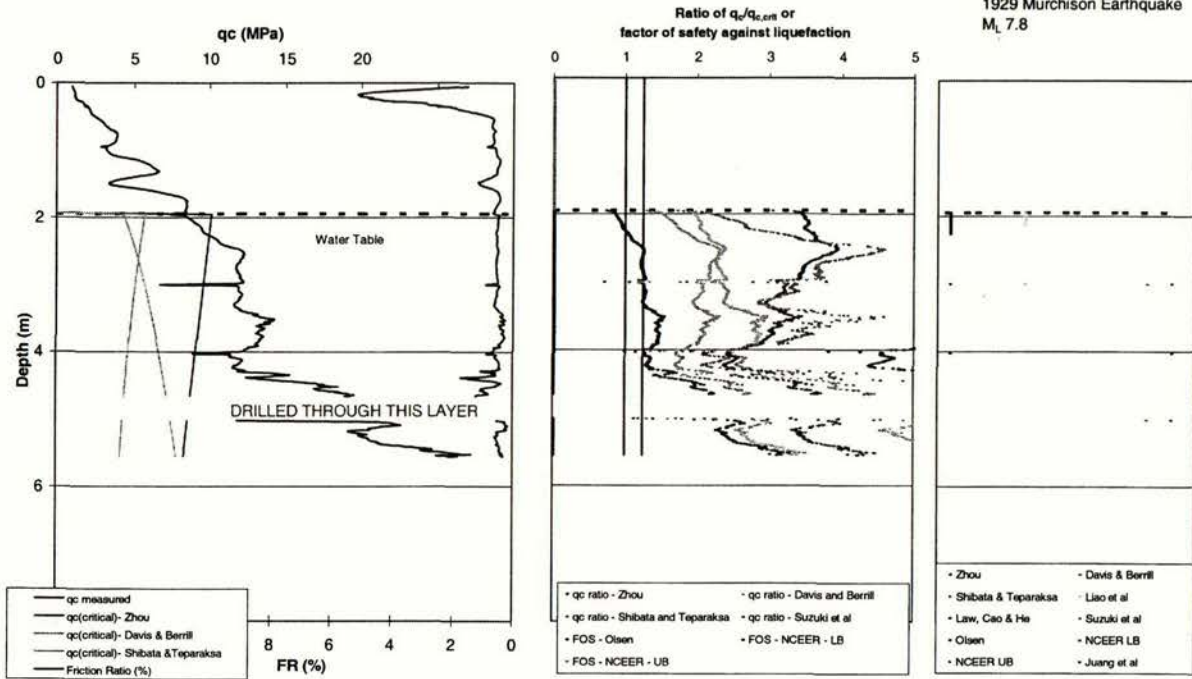 qc (MPa)
0 5 10 15 20
0
2
4
6
Depth (m)
Water Table
DRILLED THROUGH THIS LAYER
8 6 4 2 0
FR (%)
qc measured
qc(critical)- Zhou
qc(critical)- Davis & Berrill
qc(critical)- Shibata &Teparaksa
Friction Ratio (%)
Ratio of qc/qc,crit or
factor of safety against liquefaction
0 1 2 3 4 5
qc ratio - Zhou
qc ratio - Davis and Berrill
qc ratio - Shibata and Teparaksa
qc ratio - Suzuki et al
FOS - Olsen
FOS - NCEER - LB
FOS - NCEER - UB
1929 Murchison Earthquake
ML 7.8
Zhou
Davis & Berrill
Shibata & Teparaksa
Liao et al
Law, Cao & He
Suzuki et al
Olsen
NCEER LB
NCEER UB
Juang et al